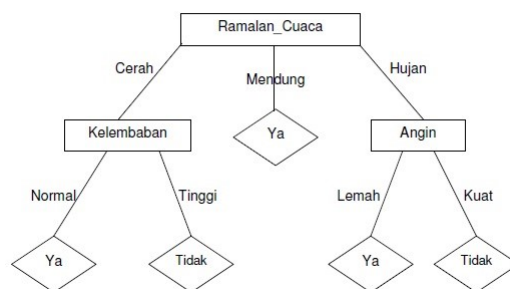 Ramalan_Cuaca
Cerah
Mendung
Hujan
Kelembaban
Ya
Angin
Normal
Tinggi
Lemah
Kuat
Ya
Tidak
Ya
Tidak